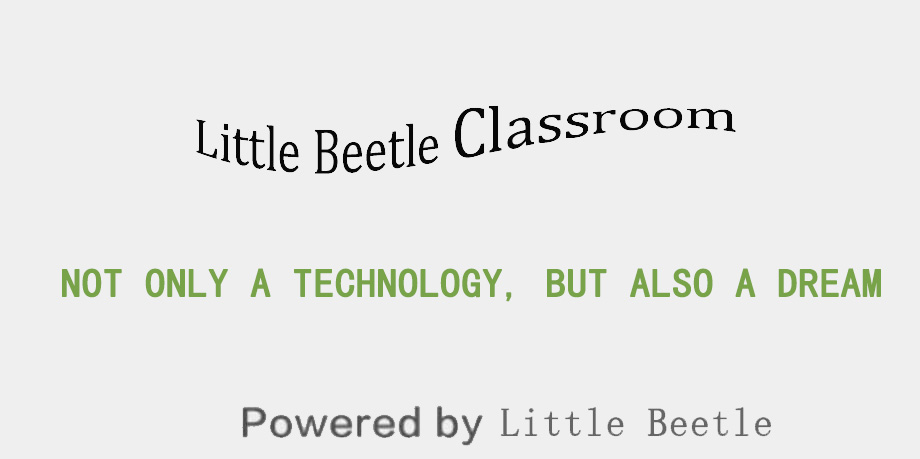 Little Beetle Classroom
NOT ONLY A TECHNOLOGY, BUT ALSO A DREAM
Powered by Little Beetle